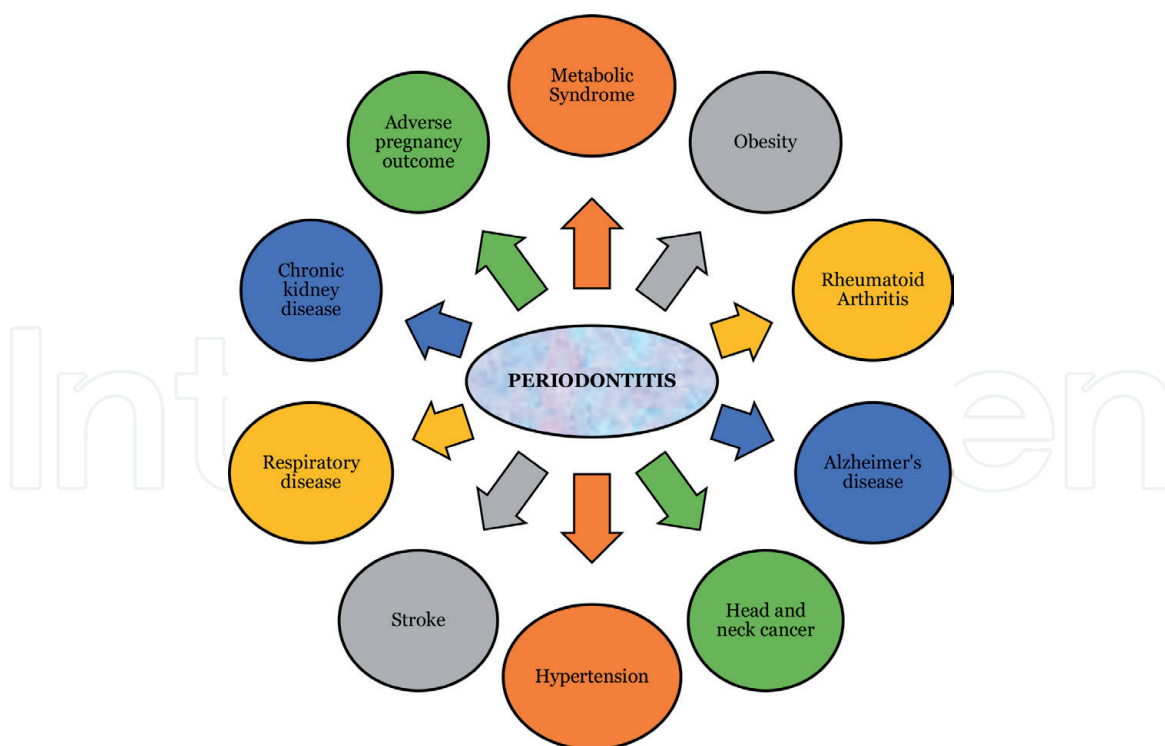 Metabolic
Syndrome
Obesity
Rheumatoid
Arthritis
Alzheimer's
disease
Head and
neck cancer
Hypertension
Stroke
Respiratory
disease
Chronic
kidney
disease
Adverse
pregnancy
outcome
PERIODONTITIS